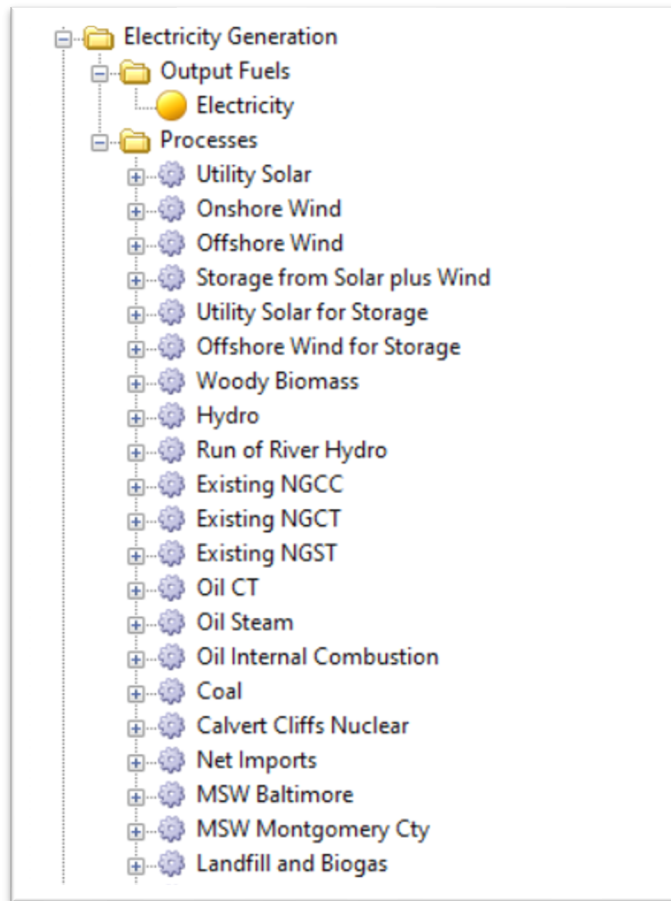 Electricity Generation
Output Fuels
Electricity
Processes
Utility Solar
Onshore Wind
Offshore Wind
Storage from Solar plus Wind
Utility Solar for Storage
Offshore Wind for Storage
Woody Biomass
Hydro
Run of River Hydro
Existing NGCC
Existing NGCT
Existing NGST
Oil CT
Oil Steam
Oil Internal Combustion
Coal
Calvert Cliffs Nuclear
Net Imports
MSW Baltimore
MSW Montgomery Cty
Landfill and Biogas